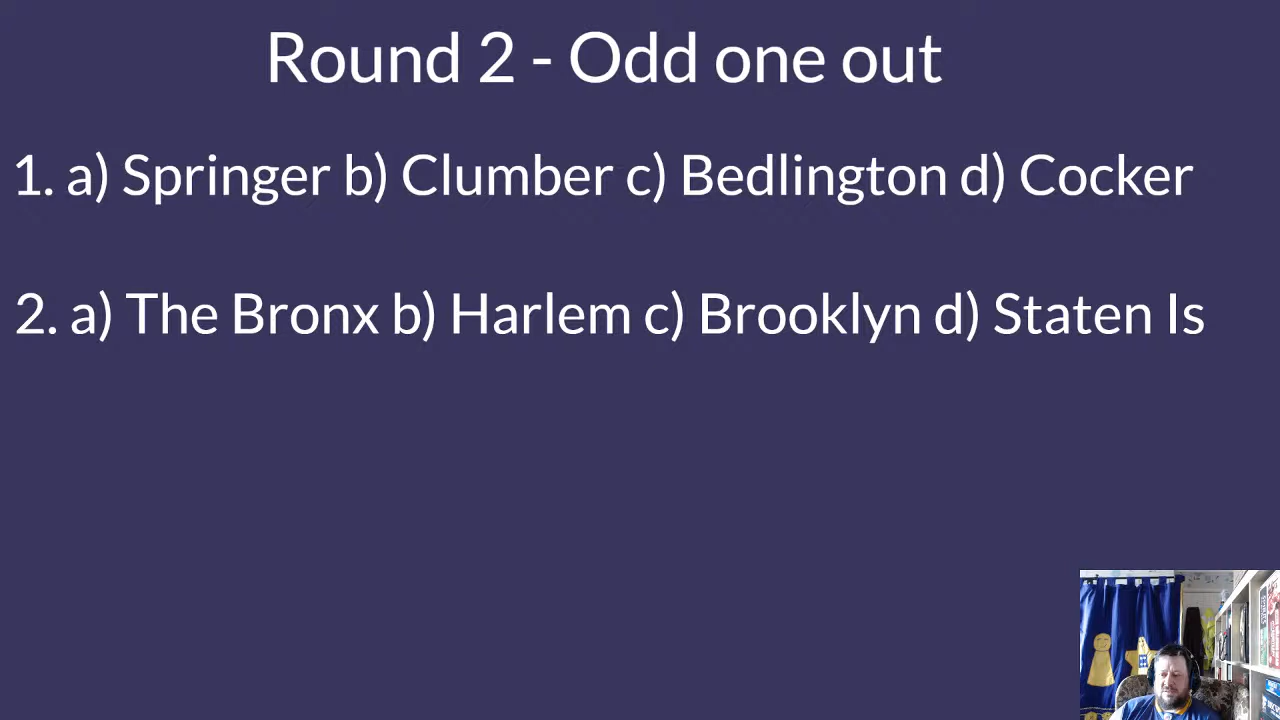 Round 2 - Odd one out
1. a) Springer b) Clumber c) Bedlington d) Cocker
2. a) The Bronx b) Harlem c) Brooklyn d) Staten Is